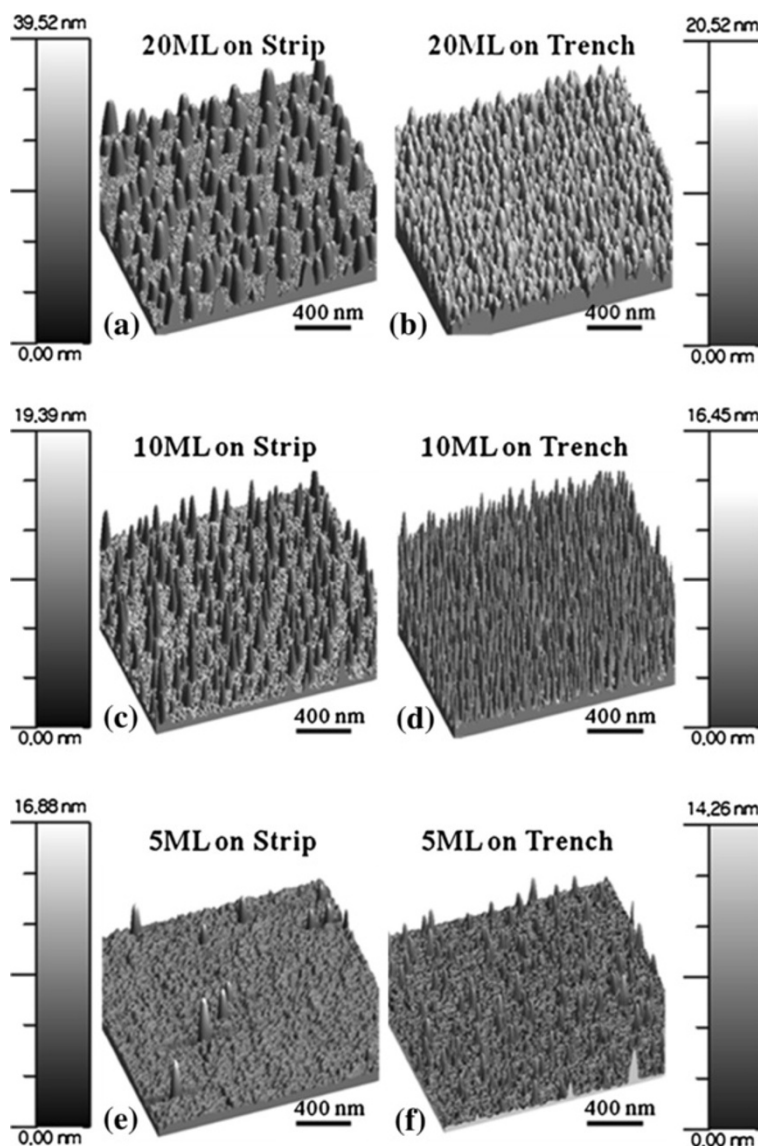 39.52 nm
20ML on Strip
20ML on Trench
20.52 nm
0.00 nm
(a)
400 nm
(b)
400 nm
0.00 nm
19.39 nm
10ML on Strip
10ML on Trench
16.45 nm
0.00 nm
(c)
400 nm
(d)
400 nm
0.00 nm
16.88 nm
5ML on Strip
5ML on Trench
14.26 nm
0.00 nm
(e)
400 nm
(f)
400 nm
0.00 nm